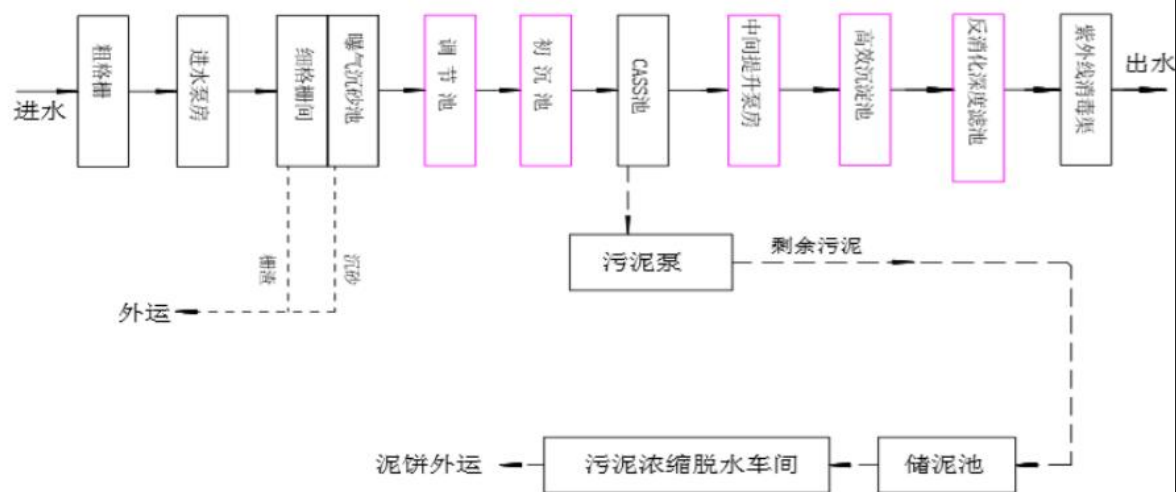 进水
粗格栅
进水泵房
细格栅间
曝气沉砂池
调节池
初沉池
CASS池
中间提升泵房
高效沉淀池
反消化深度滤池
紫外线消毒渠
出水
栅渣
沉砂
外运
污泥泵
剩余污泥
泥饼外运
污泥浓缩脱水车间
储泥池